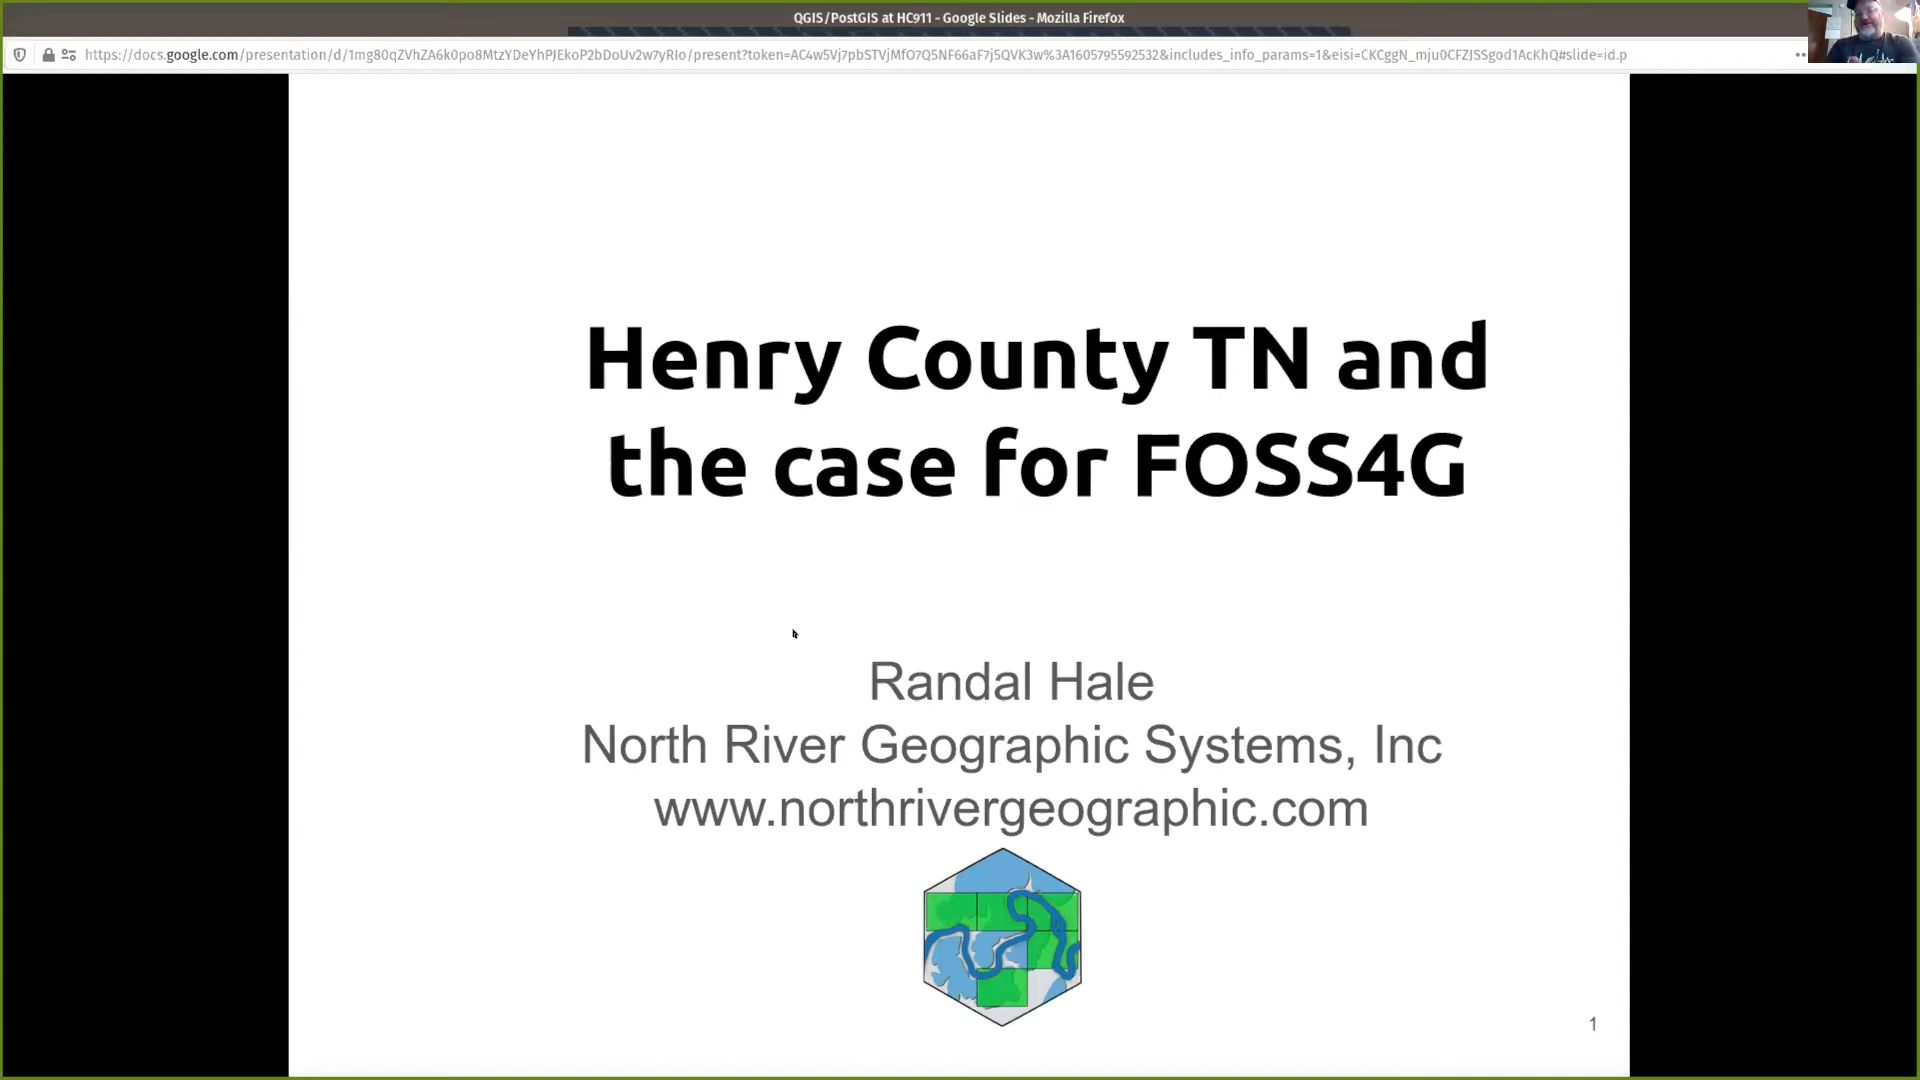 QGIS/PostGIS at HC911 - Google Slides - Mozilla Firefox
https://docs.google.com/presentation/d/1mg80qZVhZA6k0po8MtzYDeYhPJEkoP2bDoUv2w7yRIo/present?token=AC4w5Vj7pbSTVjMfO7Q5NF66aF7j5QVK3w%3A1605795592532&includes_info_params=1&eisi=CKCggN_mju0CFZJSSgod1AcKhQ#slide=id.p
Henry County TN and
the case for FOSS4G
Randal Hale
North River Geographic Systems, Inc
www.northrivergeographic.com
1